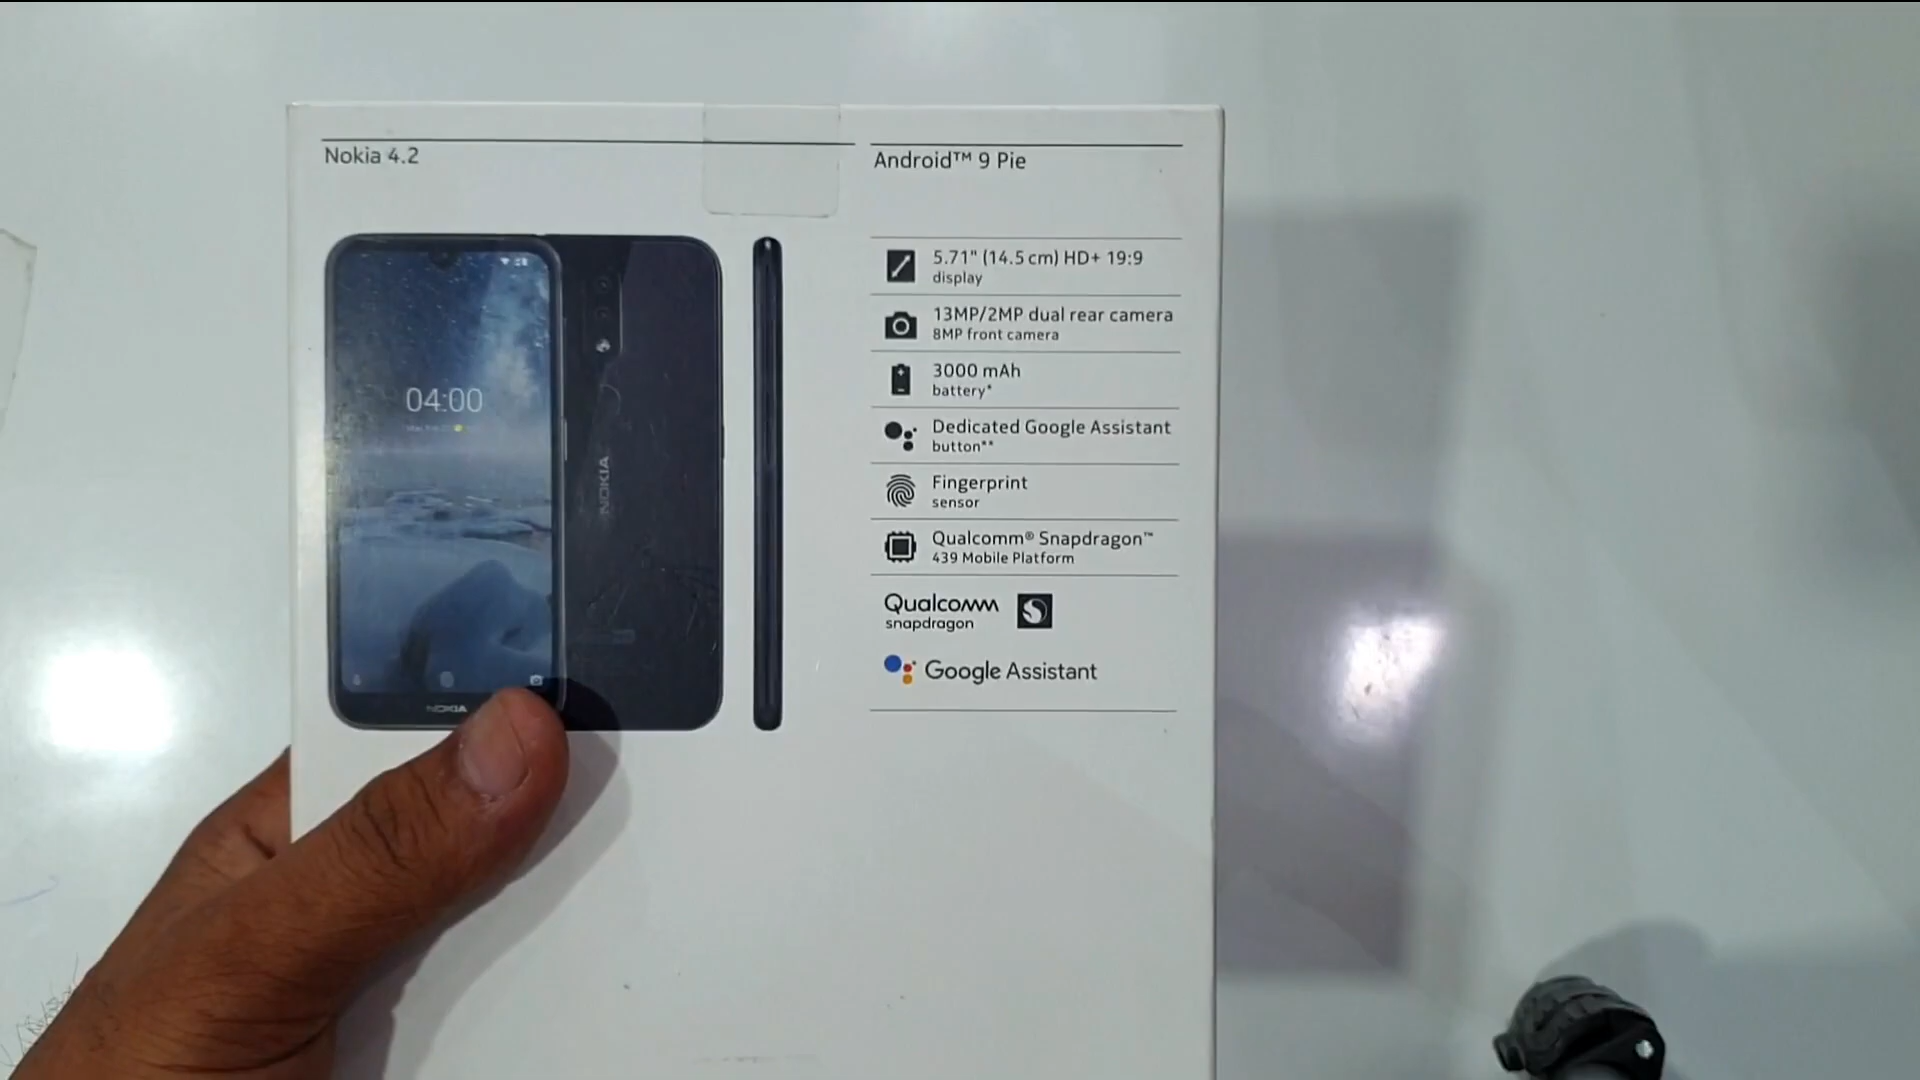 Nokia 4.2
04:00
NOKIA
NOKIA
Android™ 9 Pie
5.71" (14.5 cm) HD+ 19:9
display
13MP/2MP dual rear camera
8MP front camera
3000 mAh
battery*
Dedicated Google Assistant
button**
Fingerprint
sensor
Qualcomm® Snapdragon™
439 Mobile Platform
Qualcomm
snapdragon
Google Assistant